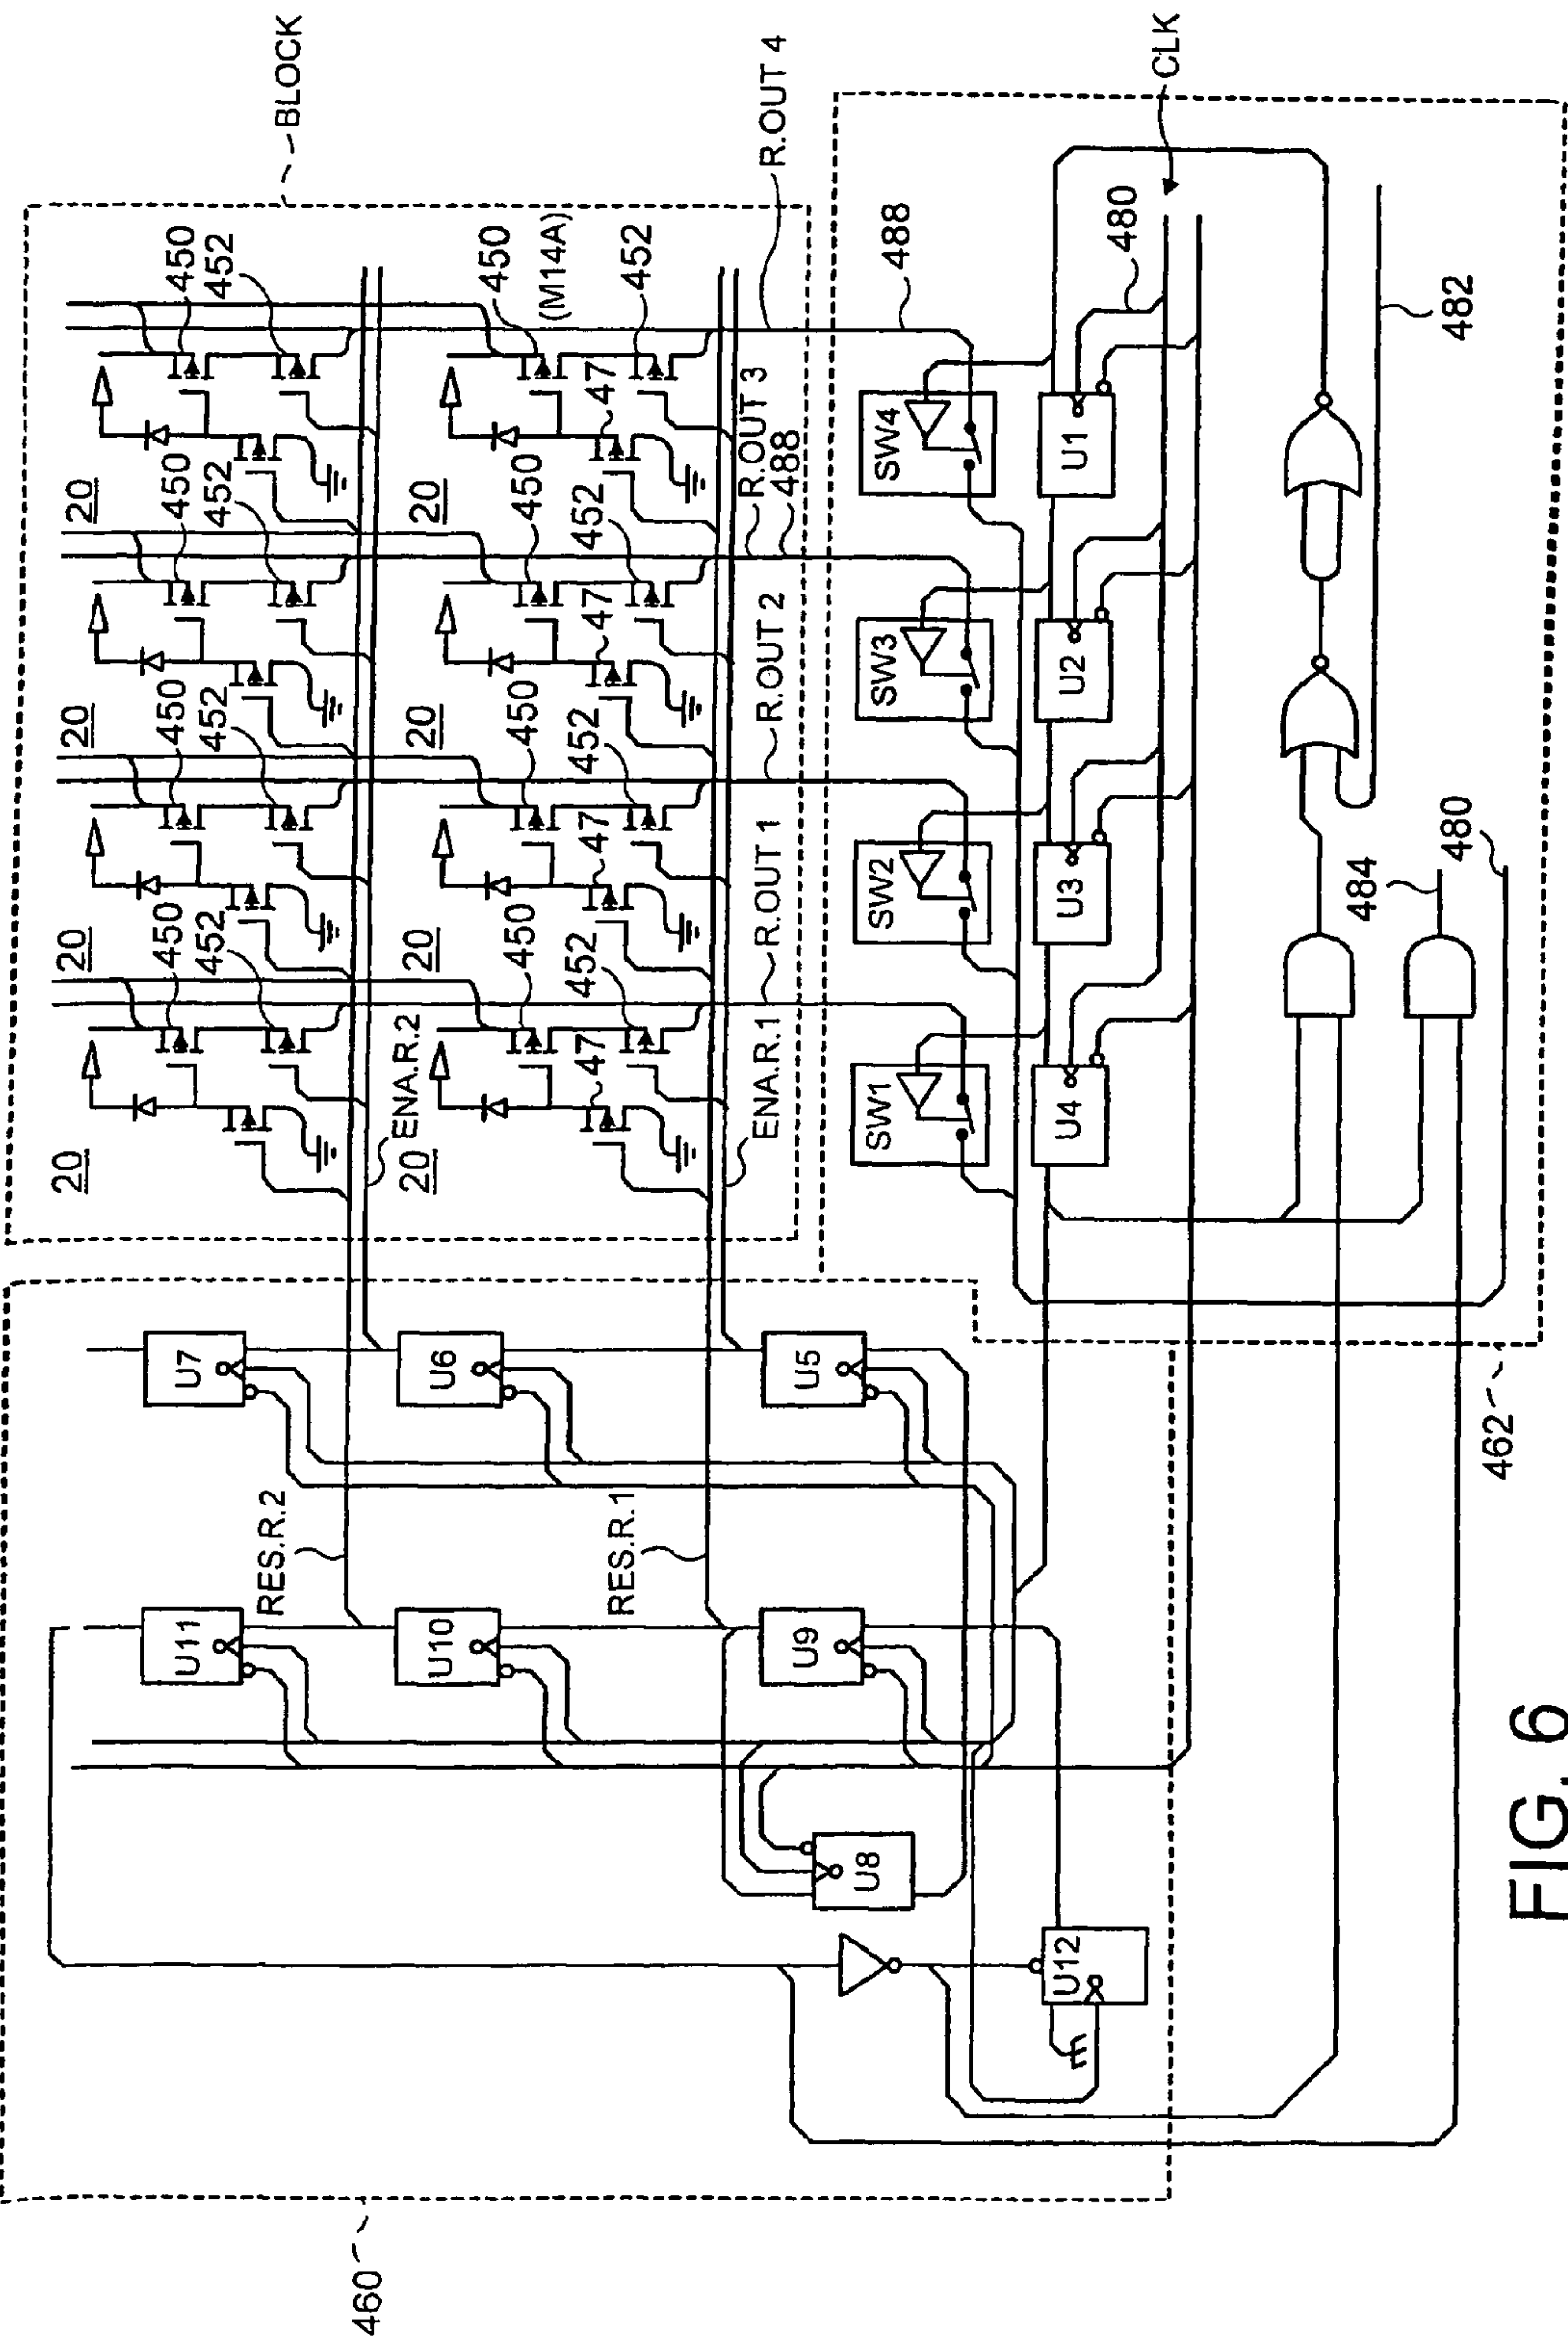 BLOCK
20
450
452
20
450
452
20
450
452
20
450
452
ENA.R.2
20
47
450
(M14A)
452
20
47
450
452
20
47
450
452
20
47
450
452
ENA.R.1
R.OUT 1
R.OUT 2
R.OUT 3
488
R.OUT 4
488
CLK
SW1
SW2
SW3
SW4
U4
U3
U2
U1
480
482
484
480
462
U7
U6
U5
RES.R.2
RES.R.1
U11
U10
U9
U8
U12
460
FIG. 6